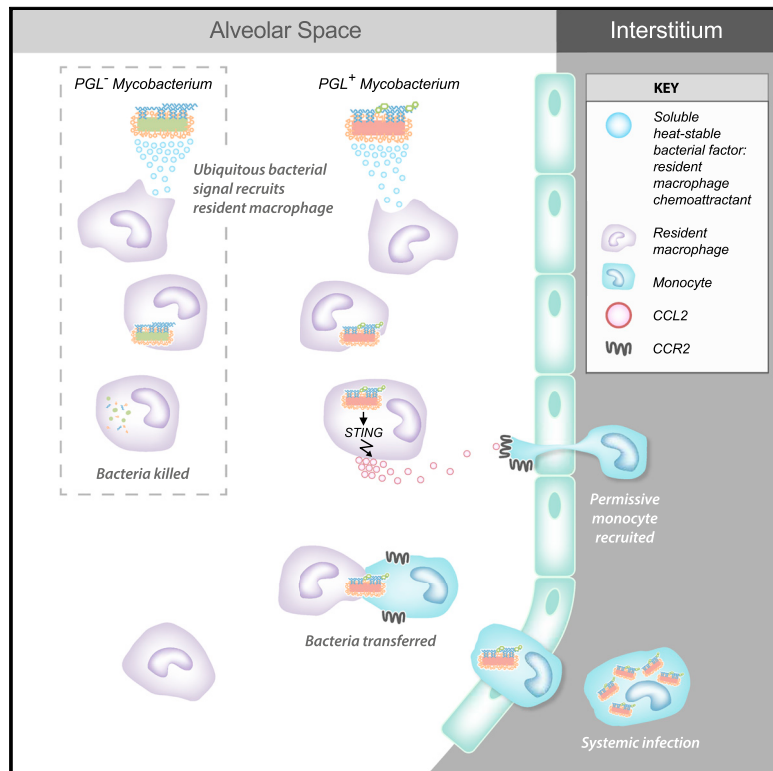 Alveolar Space
Interstitium
PGL- Mycobacterium
PGL+ Mycobacterium
Ubiquitous bacterial
signal recruits
resident macrophage
Bacteria killed
STING
Permissive
monocyte
recruited
Bacteria transferred
Systemic infection
KEY
Soluble
heat-stable
bacterial factor:
resident
macrophage
chemoattractant
Resident
macrophage
Monocyte
CCL2
CCR2